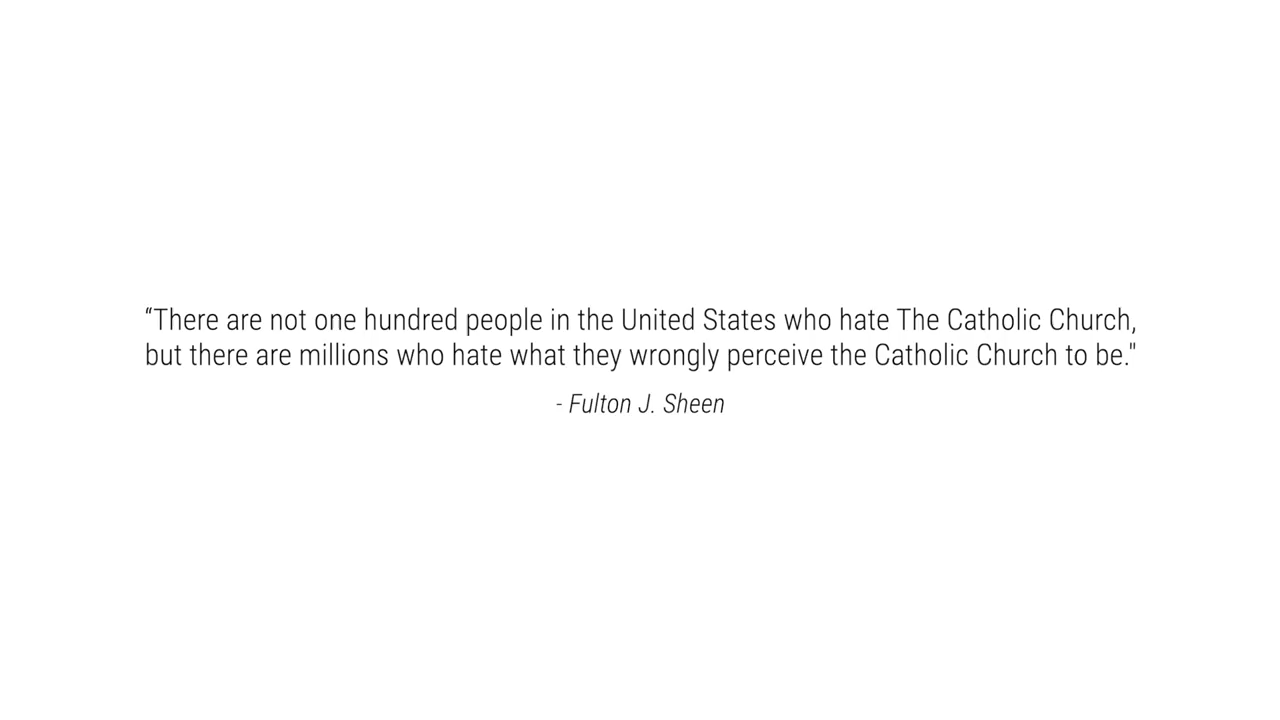 “There are not one hundred people in the United States who hate The Catholic Church,
but there are millions who hate what they wrongly perceive the Catholic Church to be."
- Fulton J. Sheen